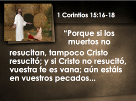 1 Corintios 15:16-18
“Porque si los
muertos no
resucitan, tampoco Cristo
resucitó; y si Cristo no resucitó,
vuestra fe es vana; aún estáis
en vuestros pecados...